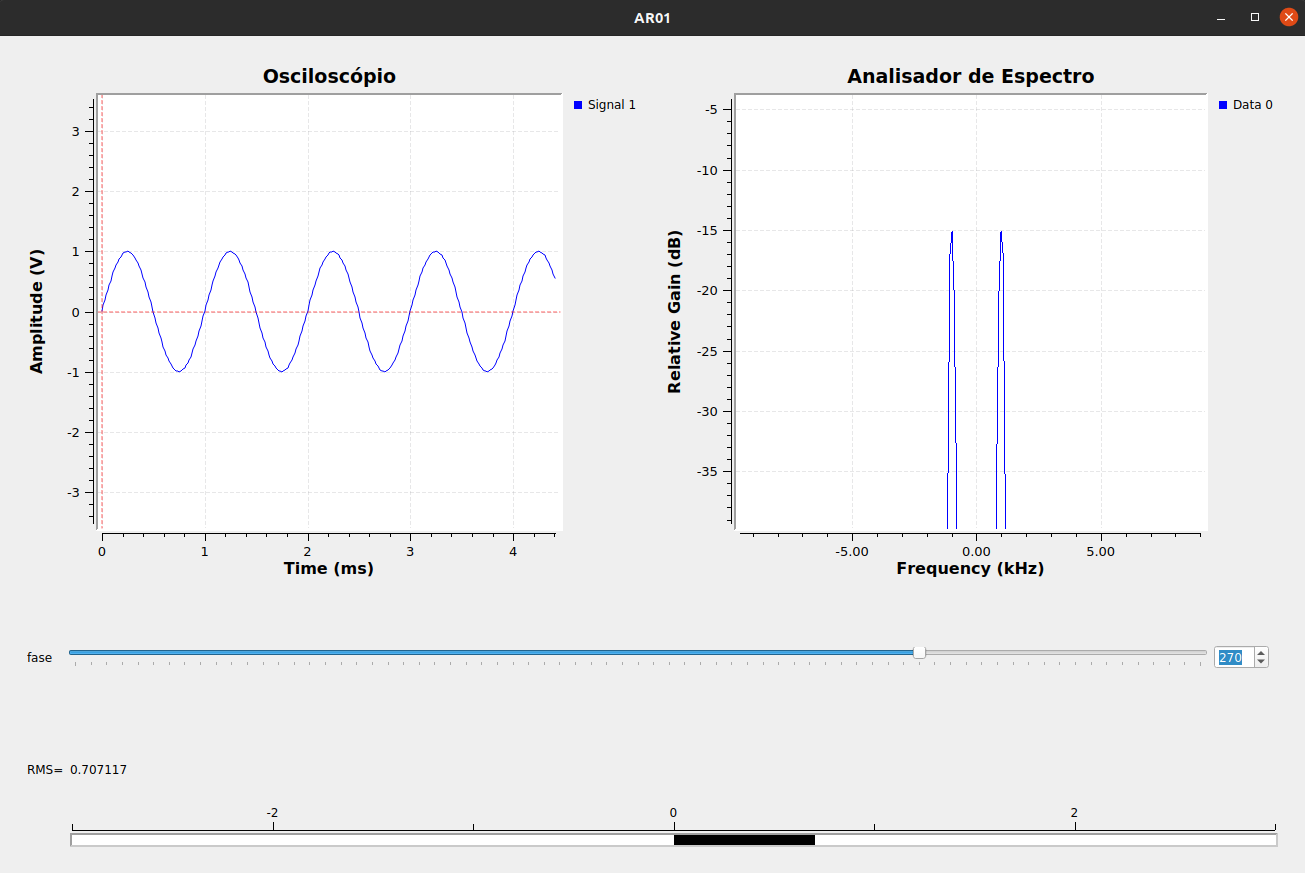 AR01
Osciloscópio
Signal 1
Amplitude (V)
3
2
1
0
-1
-2
-3
0 1 2 3 4
Time (ms)
Analisador de Espectro
Data 0
Relative Gain (dB)
-5
-10
-15
-20
-25
-30
-35
-5.00 0.00 5.00
Frequency (kHz)
fase 270
RMS= 0.707117
-2 0 2